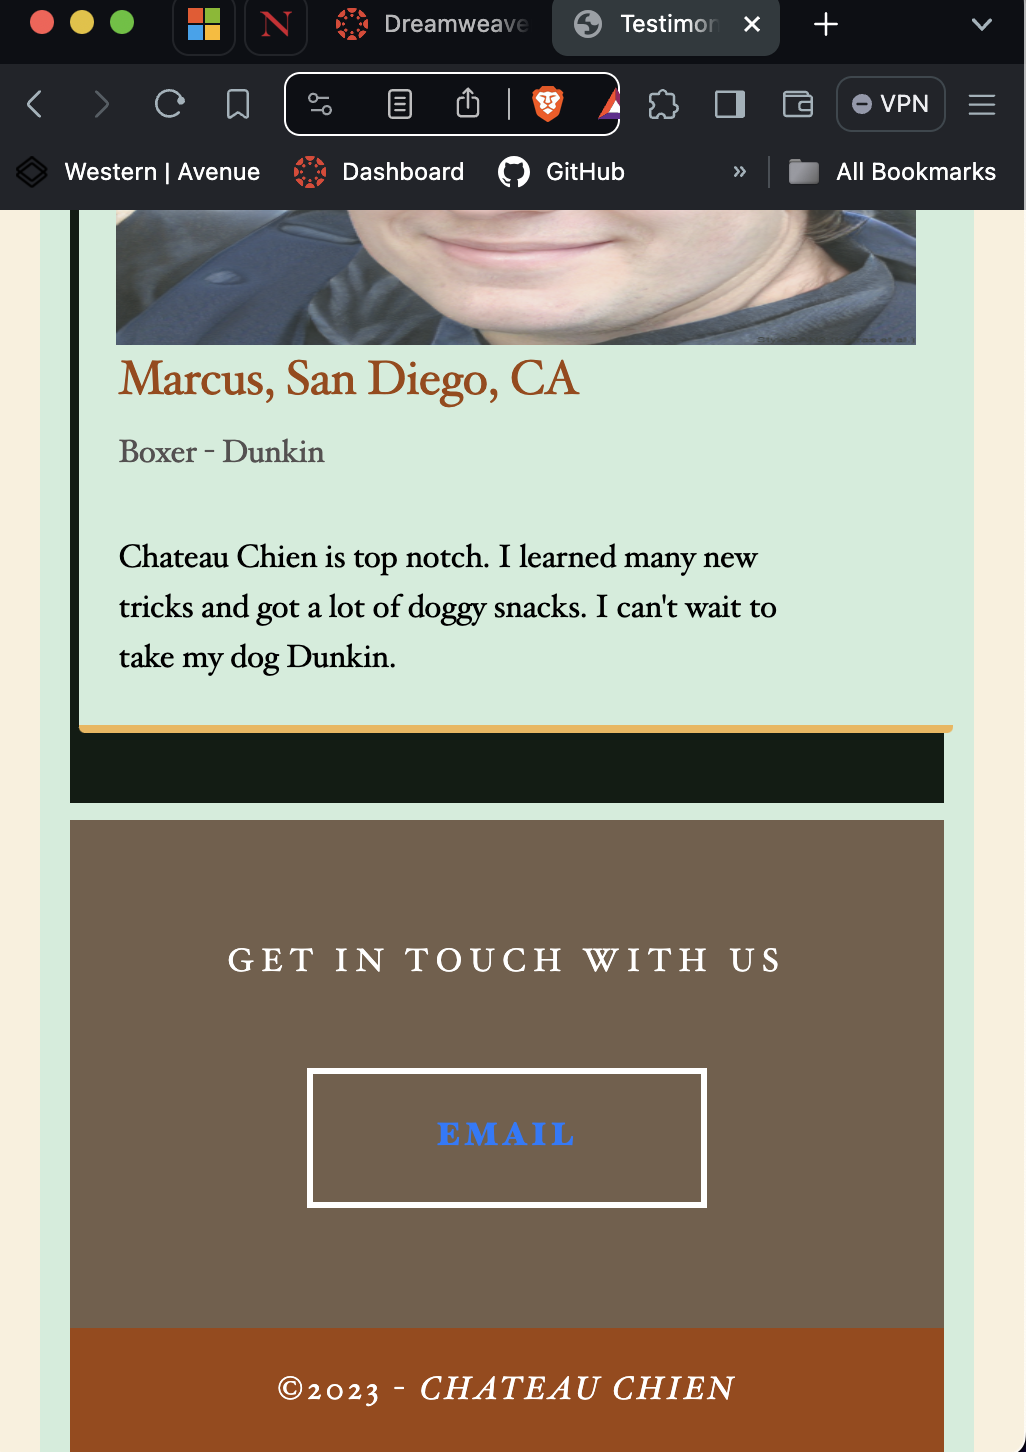 Dreamweave
Testimon
VPN
Western | Avenue
Dashboard
GitHub
»
All Bookmarks
Marcus, San Diego, CA
Boxer - Dunkin
Chateau Chien is top notch. I learned many new
tricks and got a lot of doggy snacks. I can't wait to
take my dog Dunkin.
GET IN TOUCH WITH US
EMAIL
©2023 - CHATEAU CHIEN